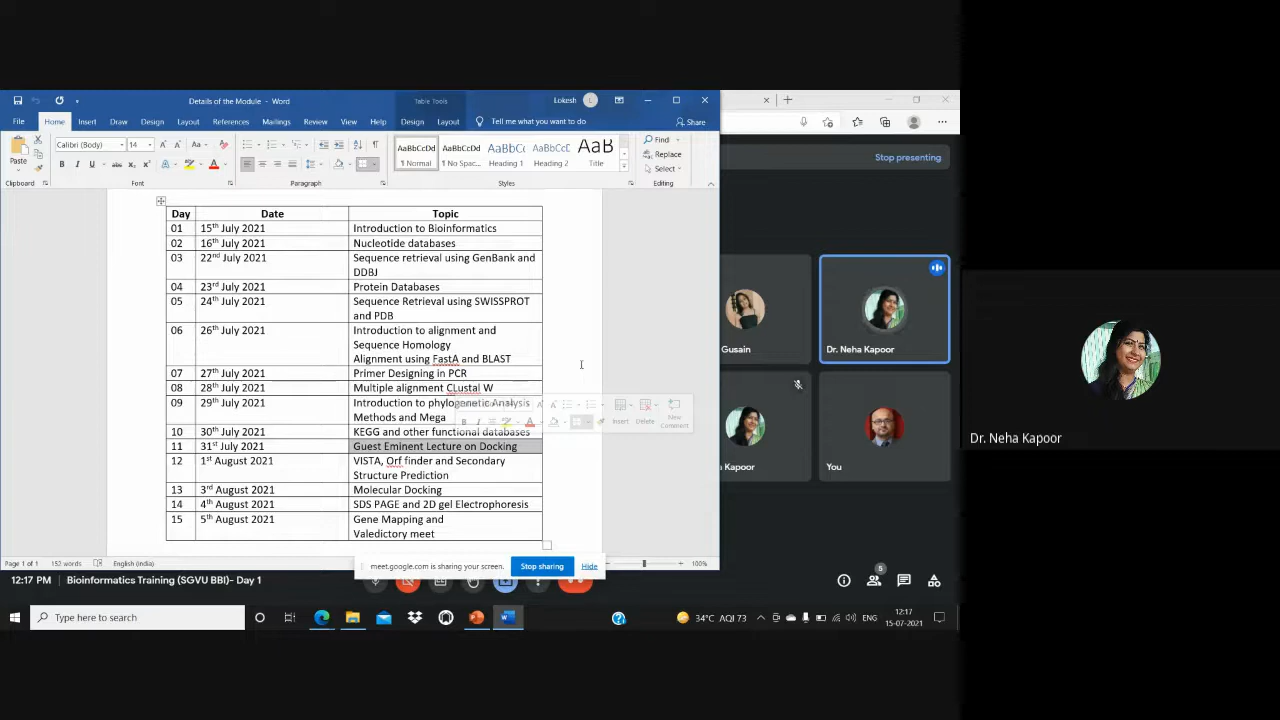 Details of the Module - Word
Table Tools
Lokesh L
File Home Insert Draw Design Layout References Mailings Review View Help Design Layout Tell me what you want to do Share
Stop presenting
Paste
Calibri (Body) 14
AaBbCcDd AaBbCcDd AaBbCc AaBbCcC AaB
¶ Normal ¶ No Spac... Heading 1 Heading 2 Title
Find
Replace
Select
Clipboard Font Paragraph Styles Editing
Day Date Topic
01 15th July 2021 Introduction to Bioinformatics
02 16th July 2021 Nucleotide databases
03 22nd July 2021 Sequence retrieval using GenBank and
DDBJ
04 23rd July 2021 Protein Databases
05 24th July 2021 Sequence Retrieval using SWISSPROT
and PDB
06 26th July 2021 Introduction to alignment and
Sequence Homology
Alignment using FastA and BLAST
07 27th July 2021 Primer Designing in PCR
08 28th July 2021 Multiple alignment CLustal W
09 29th July 2021 Introduction to phylogenetic Analysis
Methods and Mega
10 30th July 2021 KEGG and other functional databases
11 31st July 2021 Guest Eminent Lecture on Docking
12 1st August 2021 VISTA, Orf finder and Secondary
Structure Prediction
13 3rd August 2021 Molecular Docking
14 4th August 2021 SDS PAGE and 2D gel Electrophoresis
15 5th August 2021 Gene Mapping and
Valedictory meet
Insert Delete New
Comment
Gusain
Dr. Neha Kapoor
Kapoor
You
Dr. Neha Kapoor
Page 1 of 1 152 words English (India) 100%
meet.google.com is sharing your screen. Stop sharing Hide
12:17 PM Bioinformatics Training (SGVU BBI)- Day 1
5
Type here to search
34°C AQI 73 ENG
12:17
15-07-2021